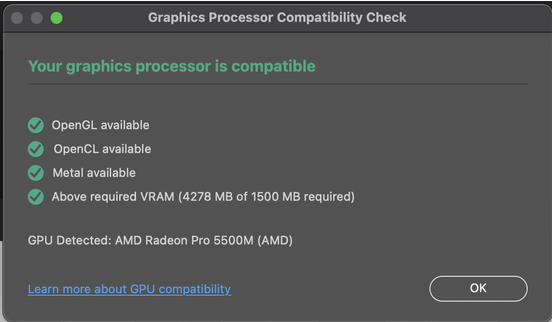 Graphics Processor Compatibility Check
Your graphics processor is compatible
OpenGL available
OpenCL available
Metal available
Above required VRAM (4278 MB of 1500 MB required)
GPU Detected: AMD Radeon Pro 5500M (AMD)
Learn more about GPU compatibility
OK